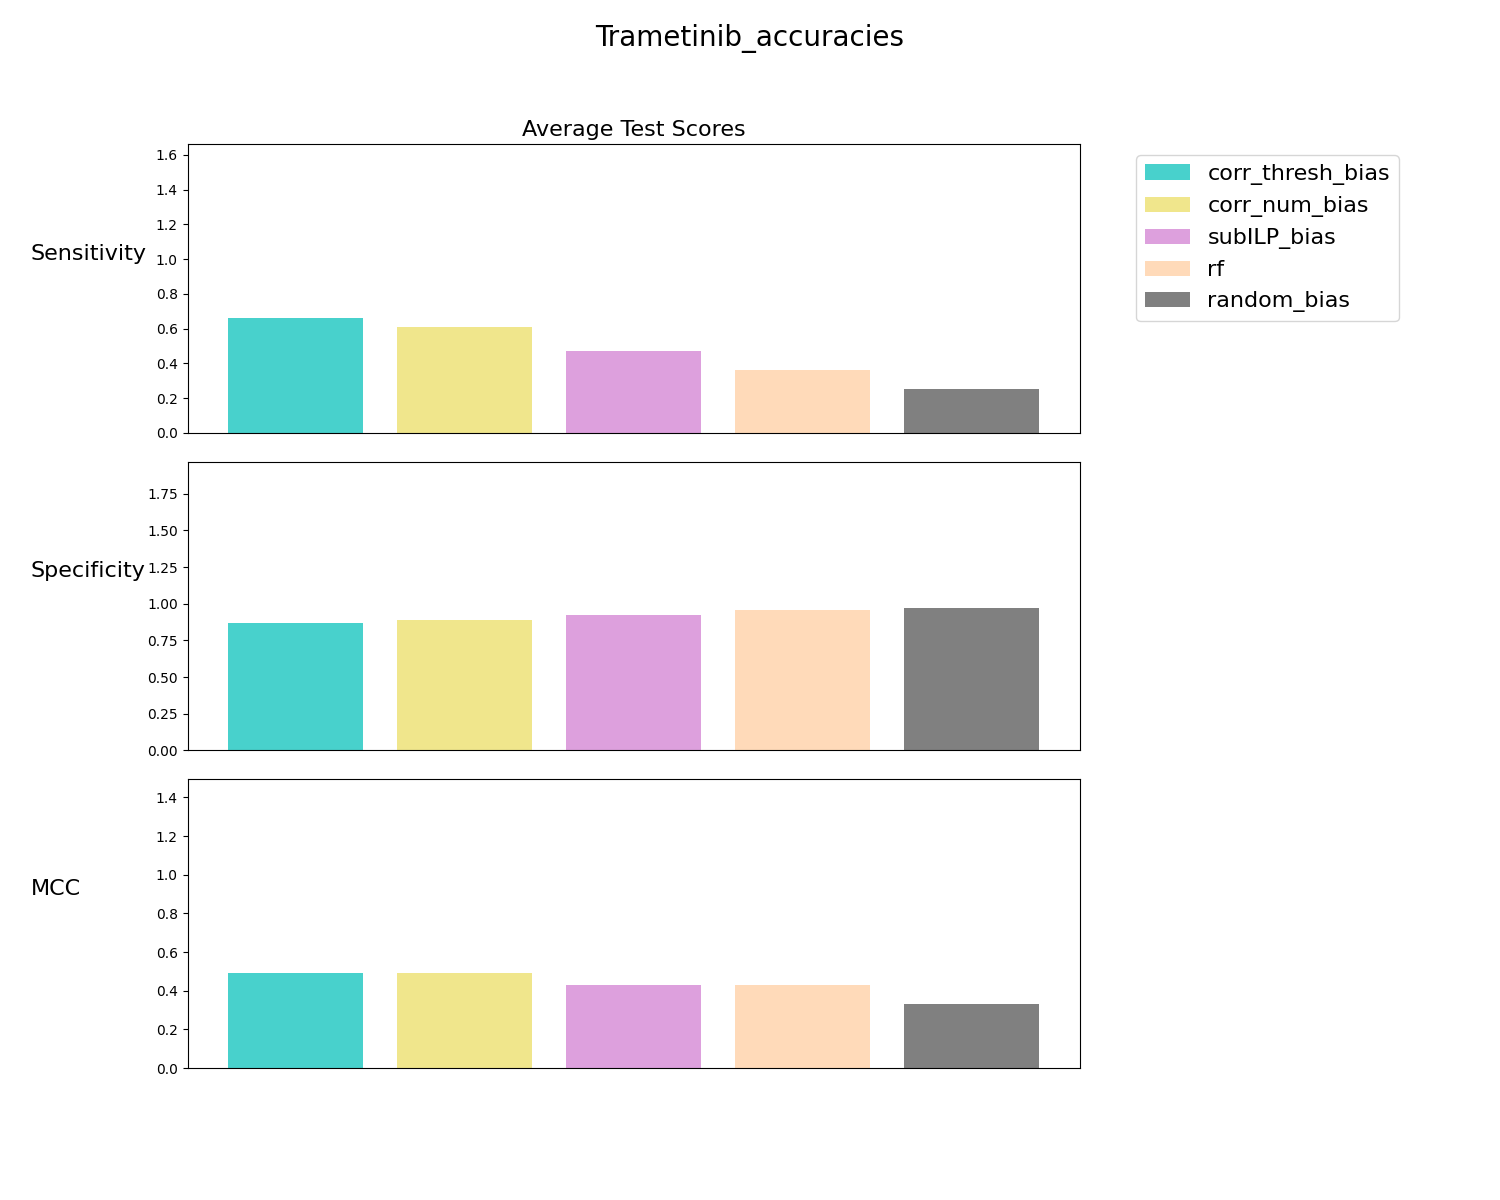 Trametinib_accuracies
Average Test Scores
Sensitivity
1.6
1.4
1.2
1.0
0.8
0.6
0.4
0.2
0.0
corr_thresh_bias
corr_num_bias
subILP_bias
rf
random_bias
Specificity
1.75
1.50
1.25
1.00
0.75
0.50
0.25
0.00
MCC
1.4
1.2
1.0
0.8
0.6
0.4
0.2
0.0